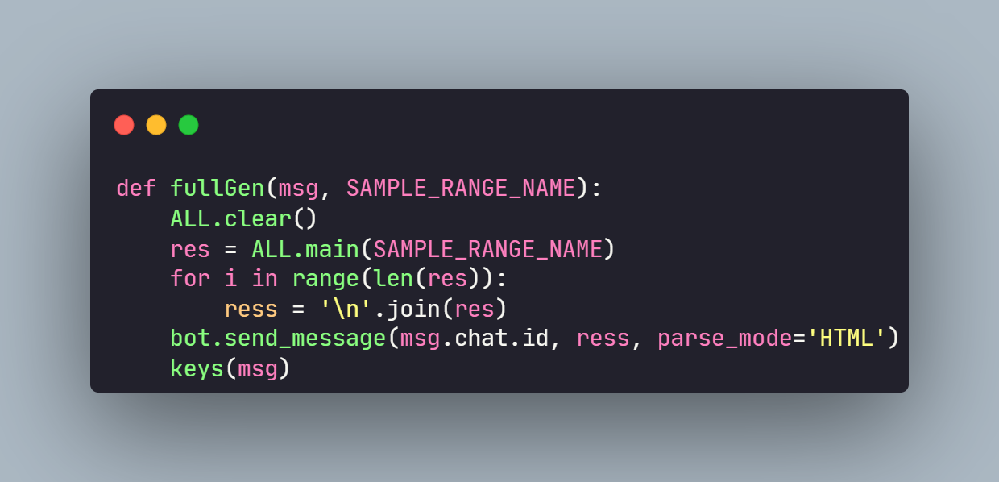 def fullGen(msg, SAMPLE_RANGE_NAME):
    ALL.clear()
    res = ALL.main(SAMPLE_RANGE_NAME)
    for i in range(len(res)):
        ress = '\n'.join(res)
    bot.send_message(msg.chat.id, ress, parse_mode='HTML')
    keys(msg)